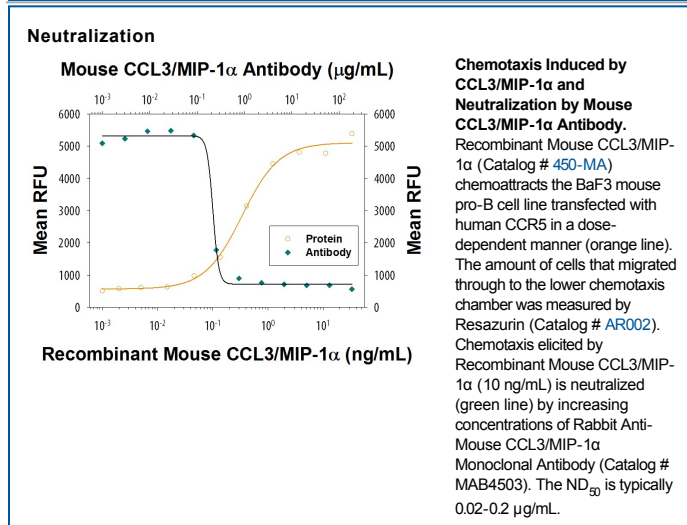 Neutralization
Mouse CCL3/MIP-1α Antibody (μg/mL)
10⁻³ 10⁻² 10⁻¹ 10⁰ 10¹ 10²
6000 6000
5000 5000
4000 4000
3000 3000
2000 2000
1000 1000
0 0
Mean RFU
Mean RFU
Protein
Antibody
10⁻³ 10⁻² 10⁻¹ 10⁰ 10¹
Recombinant Mouse CCL3/MIP-1α (ng/mL)
Chemotaxis Induced by
CCL3/MIP-1α and
Neutralization by Mouse
CCL3/MIP-1α Antibody.
Recombinant Mouse CCL3/MIP-
1α (Catalog # 450-MA)
chemoattracts the BaF3 mouse
pro-B cell line transfected with
human CCR5 in a dose-
dependent manner (orange line).
The amount of cells that migrated
through to the lower chemotaxis
chamber was measured by
Resazurin (Catalog # AR002).
Chemotaxis elicited by
Recombinant Mouse CCL3/MIP-
1α (10 ng/mL) is neutralized
(green line) by increasing
concentrations of Rabbit Anti-
Mouse CCL3/MIP-1α
Monoclonal Antibody (Catalog #
MAB4503). The ND₅₀ is typically
0.02-0.2 μg/mL.